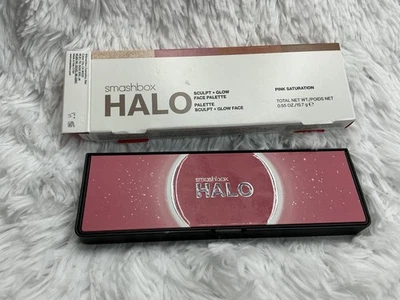 smashbox
HALO
SCULPT + GLOW
FACE PALETTE
PALETTE
SCULPT + GLOW FACE
PINK SATURATION
TOTAL NET WT./POIDS NET
0.55 OZ./15.7 g ℮
smashbox
HALO